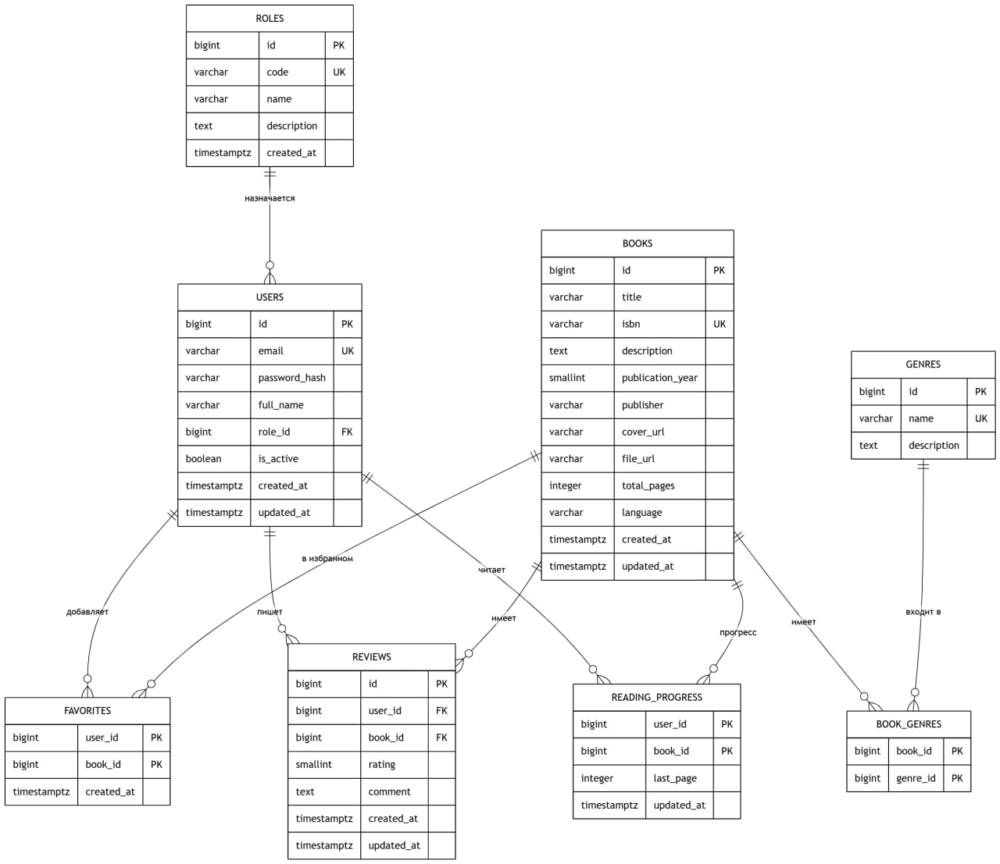 ROLES
bigint id PK
varchar code UK
varchar name
text description
timestamptz created_at
назначается
USERS
bigint id PK
varchar email UK
varchar password_hash
varchar full_name
bigint role_id FK
boolean is_active
timestamptz created_at
timestamptz updated_at
BOOKS
bigint id PK
varchar title
varchar isbn UK
text description
smallint publication_year
varchar publisher
varchar cover_url
varchar file_url
integer total_pages
varchar language
timestamptz created_at
timestamptz updated_at
GENRES
bigint id PK
varchar name UK
text description
в избранном
читает
добавляет
пишет
имеет
прогресс
имеет
входит в
FAVORITES
bigint user_id PK
bigint book_id PK
timestamptz created_at
REVIEWS
bigint id PK
bigint user_id FK
bigint book_id FK
smallint rating
text comment
timestamptz created_at
timestamptz updated_at
READING_PROGRESS
bigint user_id PK
bigint book_id PK
integer last_page
timestamptz updated_at
BOOK_GENRES
bigint book_id PK
bigint genre_id PK